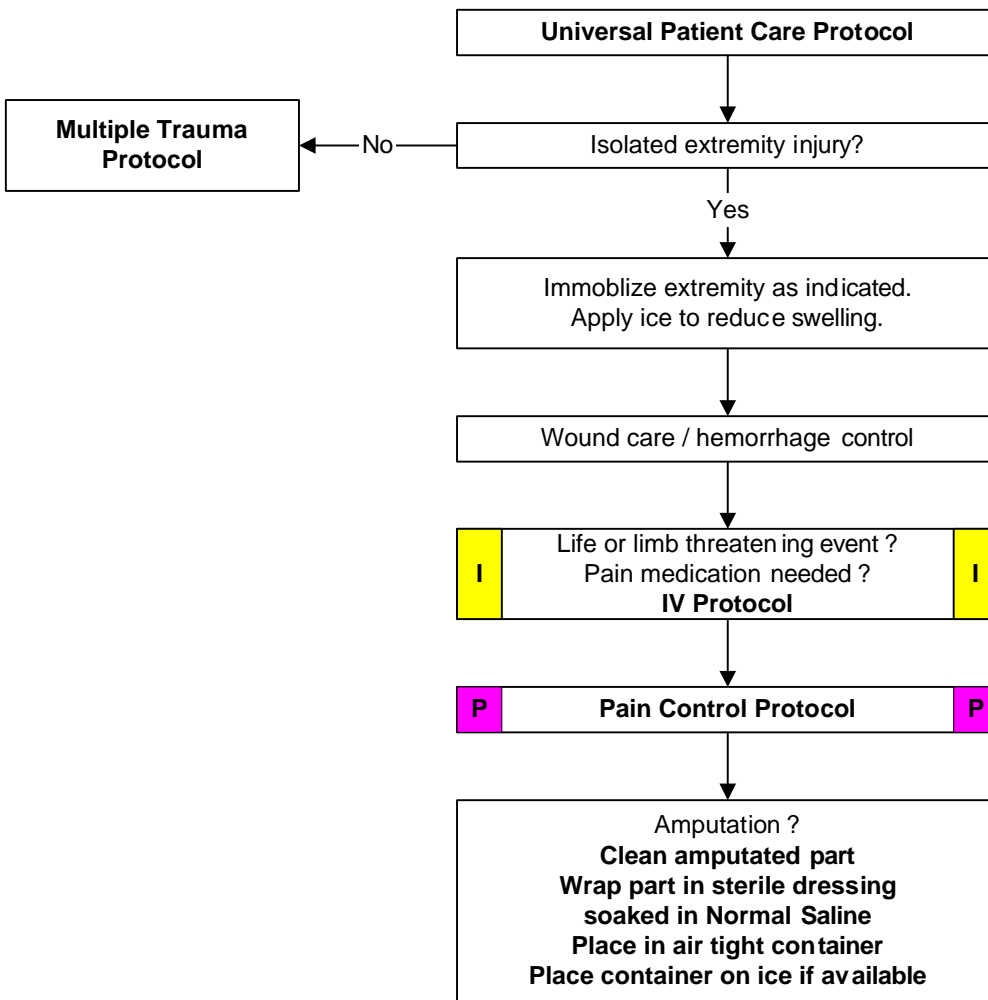 Universal Patient Care Protocol
Multiple Trauma
Protocol
No
Isolated extremity injury?
Yes
Immoblize extremity as indicated.
Apply ice to reduce swelling.
Wound care / hemorrhage control
I
Life or limb threatening event ?
Pain medication needed ?
IV Protocol
I
P
Pain Control Protocol
P
Amputation ?
Clean amputated part
Wrap part in sterile dressing
soaked in Normal Saline
Place in air tight container
Place container on ice if available